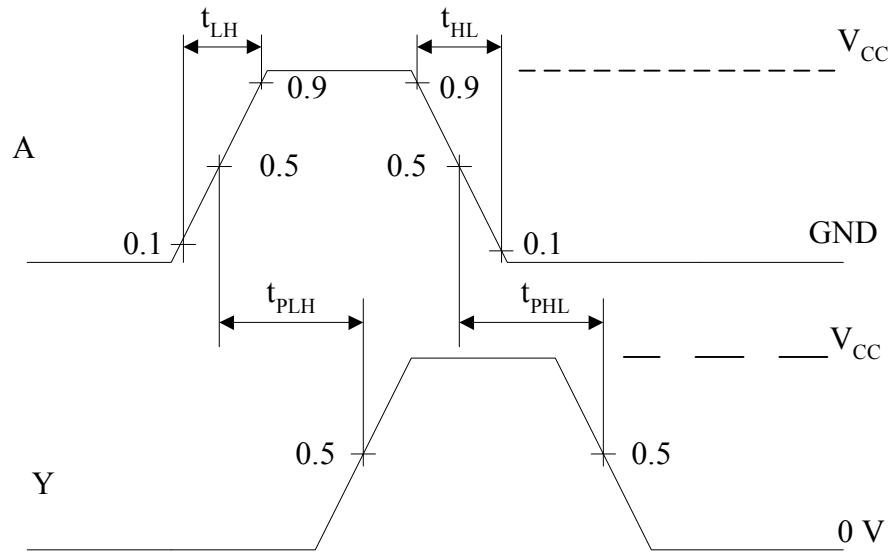 t_LH
t_HL
V_CC
0.9
0.9
A
0.5
0.5
0.1
0.1
GND
t_PLH
t_PHL
V_CC
0.5
0.5
Y
0 V